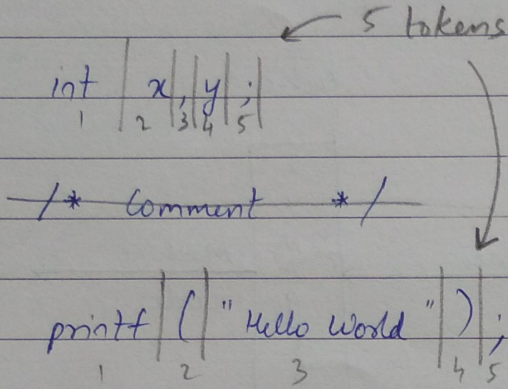 5 tokens
int | x | , | y | ; |
1 2 3 4 5
/* Comment */
printf | ( | "Hello World" | ) | ;
1 2 3 4 5